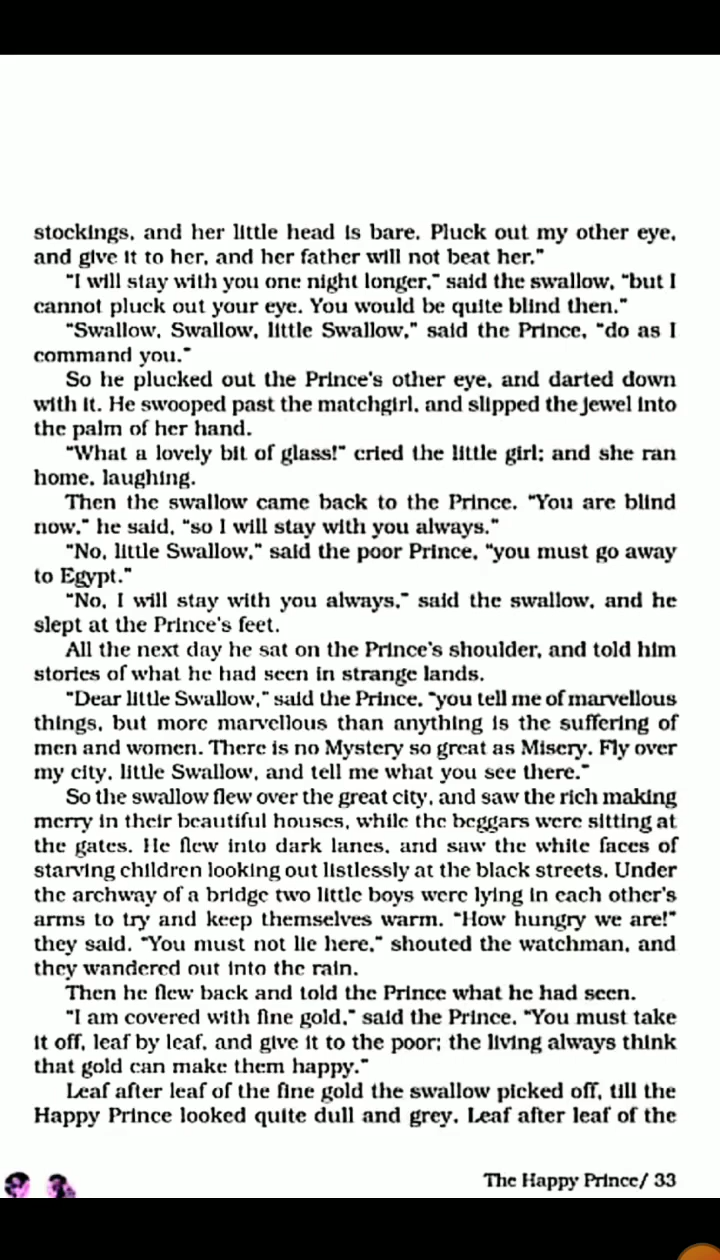 stockings, and her little head is bare. Pluck out my other eye,
and give it to her, and her father will not beat her."
"I will stay with you one night longer," said the swallow, "but I
cannot pluck out your eye. You would be quite blind then."
"Swallow, Swallow, little Swallow," said the Prince, "do as I
command you."
So he plucked out the Prince's other eye, and darted down
with it. He swooped past the matchgirl, and slipped the jewel into
the palm of her hand.
"What a lovely bit of glass!" cried the little girl; and she ran
home, laughing.
Then the swallow came back to the Prince. "You are blind
now," he said, "so I will stay with you always."
"No, little Swallow," said the poor Prince, "you must go away
to Egypt."
"No, I will stay with you always," said the swallow, and he
slept at the Prince's feet.
All the next day he sat on the Prince's shoulder, and told him
stories of what he had seen in strange lands.
"Dear little Swallow," said the Prince, "you tell me of marvellous
things, but more marvellous than anything is the suffering of
men and women. There is no Mystery so great as Misery. Fly over
my city, little Swallow, and tell me what you see there."
So the swallow flew over the great city, and saw the rich making
merry in their beautiful houses, while the beggars were sitting at
the gates. He flew into dark lanes, and saw the white faces of
starving children looking out listlessly at the black streets. Under
the archway of a bridge two little boys were lying in each other's
arms to try and keep themselves warm. "How hungry we are!"
they said. "You must not lie here," shouted the watchman, and
they wandered out into the rain.
Then he flew back and told the Prince what he had seen.
"I am covered with fine gold," said the Prince. "You must take
it off, leaf by leaf, and give it to the poor; the living always think
that gold can make them happy."
Leaf after leaf of the fine gold the swallow picked off, till the
Happy Prince looked quite dull and grey. Leaf after leaf of the
The Happy Prince/ 33